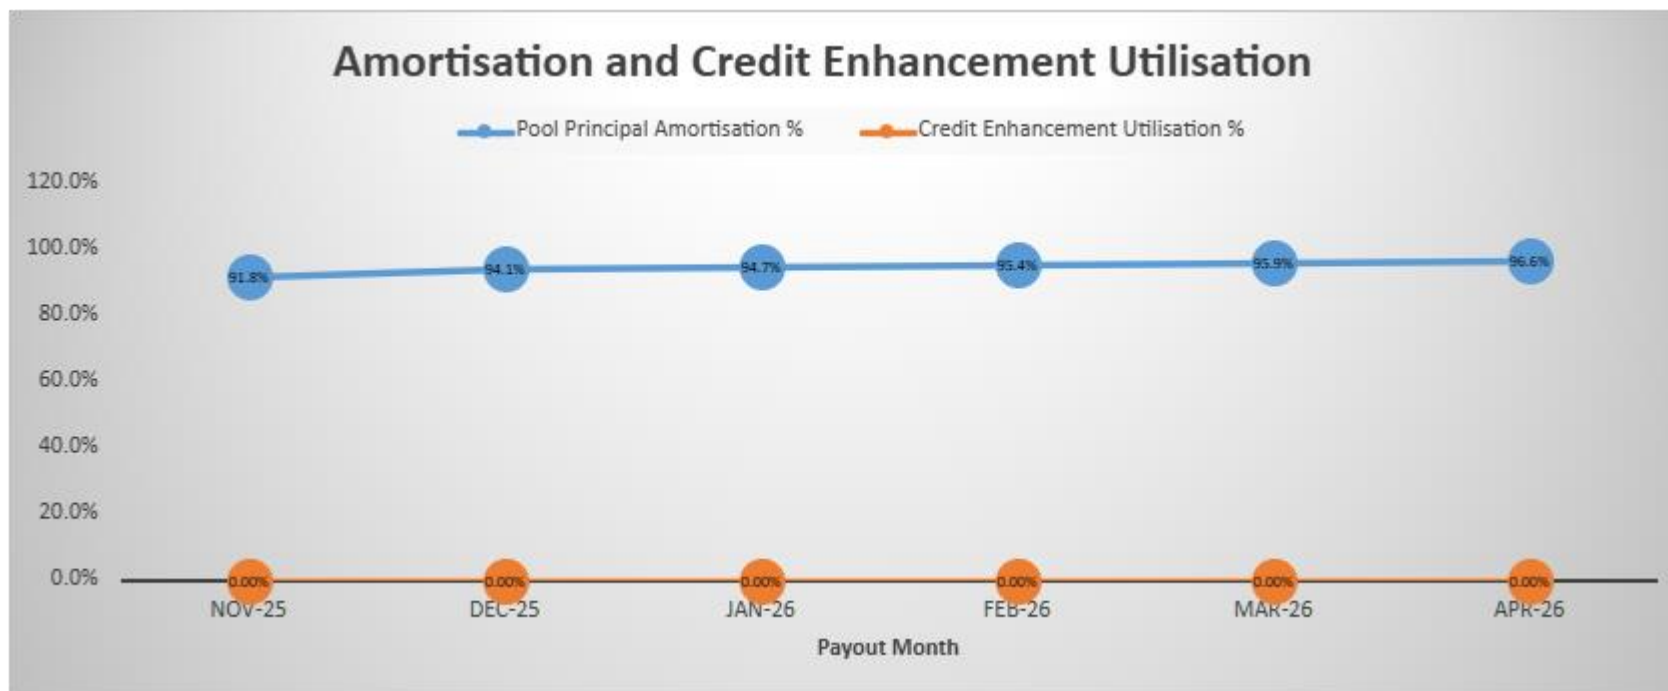 Amortisation and Credit Enhancement Utilisation
Pool Principal Amortisation % Credit Enhancement Utilisation %
120.0%
100.0%
80.0%
60.0%
40.0%
20.0%
0.0%
91.8% 94.1% 94.7% 95.4% 95.9% 96.6%
0.00% 0.00% 0.00% 0.00% 0.00% 0.00%
NOV-25 DEC-25 JAN-26 FEB-26 MAR-26 APR-26
Payout Month